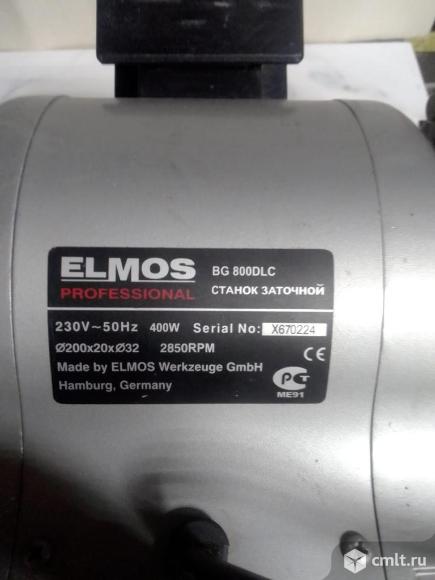 ELMOS BG 800DLC
PROFESSIONAL СТАНОК ЗАТОЧНОЙ
230V~50Hz 400W Serial No: X670224
Ø200x20xØ32 2850RPM
Made by ELMOS Werkzeuge GmbH
Hamburg, Germany
CE
РСТ
ME91
cmlt.ru